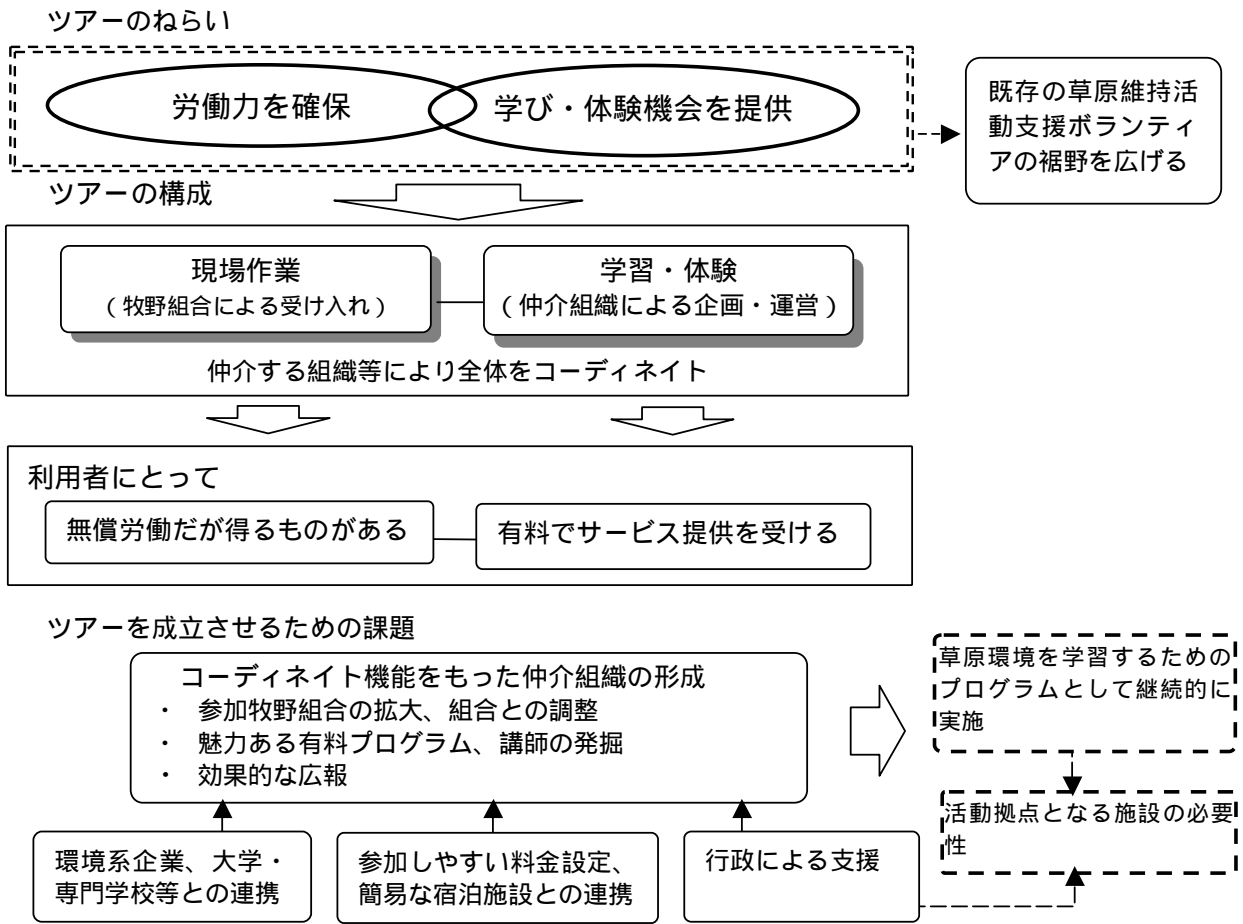 ツアーのねらい
労働力を確保
学び・体験機会を提供
既存の草原維持活
動支援ボランティ
アの裾野を広げる
ツアーの構成
現場作業
（牧野組合による受け入れ）
学習・体験
（仲介組織による企画・運営）
仲介する組織等により全体をコーディネイト
利用者にとって
無償労働だが得るものがある
有料でサービス提供を受ける
ツアーを成立させるための課題
コーディネイト機能をもった仲介組織の形成
・ 参加牧野組合の拡大、組合との調整
・ 魅力ある有料プログラム、講師の発掘
・ 効果的な広報
草原環境を学習するための
プログラムとして継続的に
実施
活動拠点となる施設の必要
性
環境系企業、大学・
専門学校等との連携
参加しやすい料金設定、
簡易な宿泊施設との連携
行政による支援